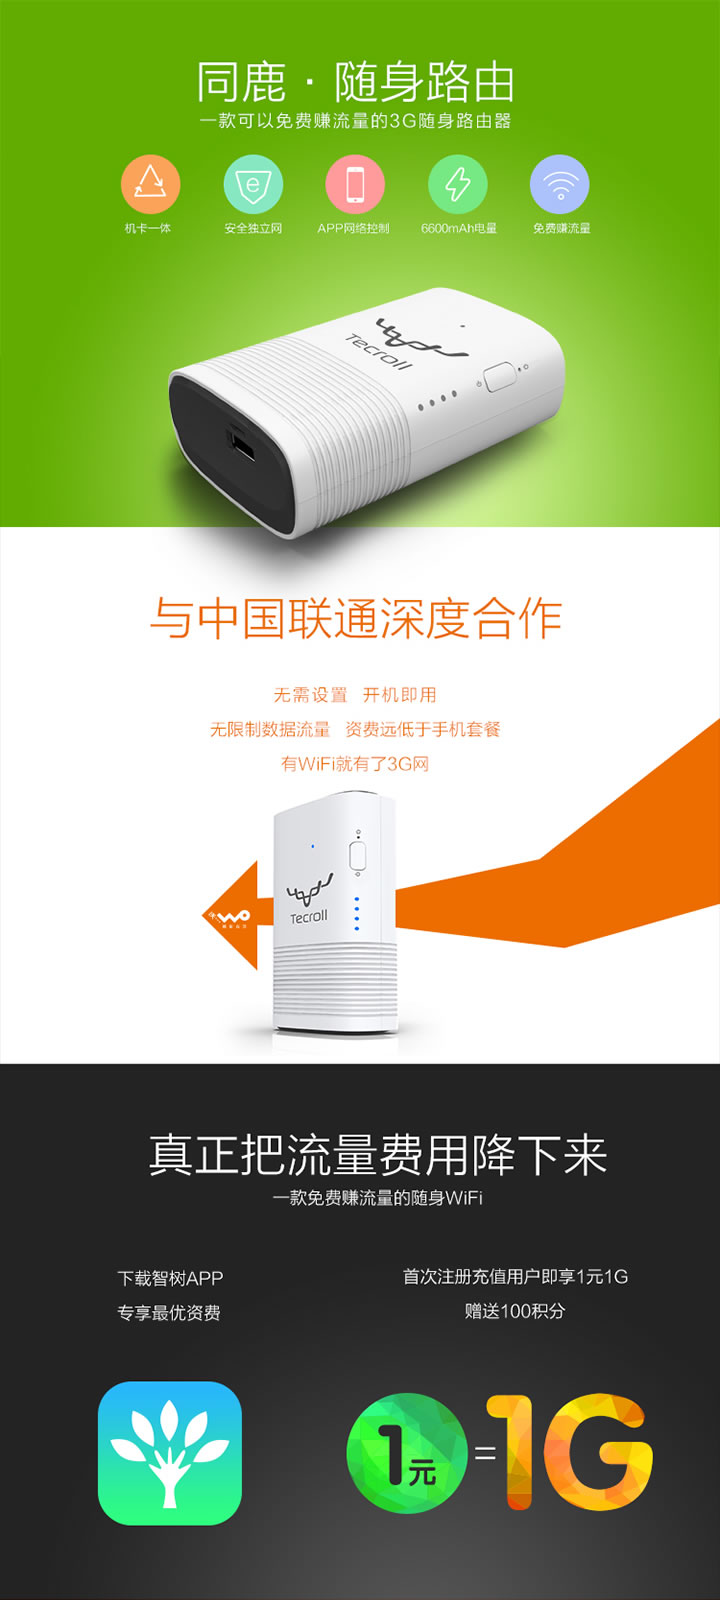 同鹿·随身路由
一款可以免费赚流量的3G随身路由器
机卡一体
安全独立网
APP网络控制
6600mAh电量
免费赚流量
Tecroll
与中国联通深度合作
无需设置 开机即用
无限制数据流量 资费远低于手机套餐
有WiFi就有了3G网
Tecroll
真正把流量费用降下来
一款免费赚流量的随身WiFi
下载智树APP
专享最优资费
首次注册充值用户即享1元1G
赠送100积分
1元=1G